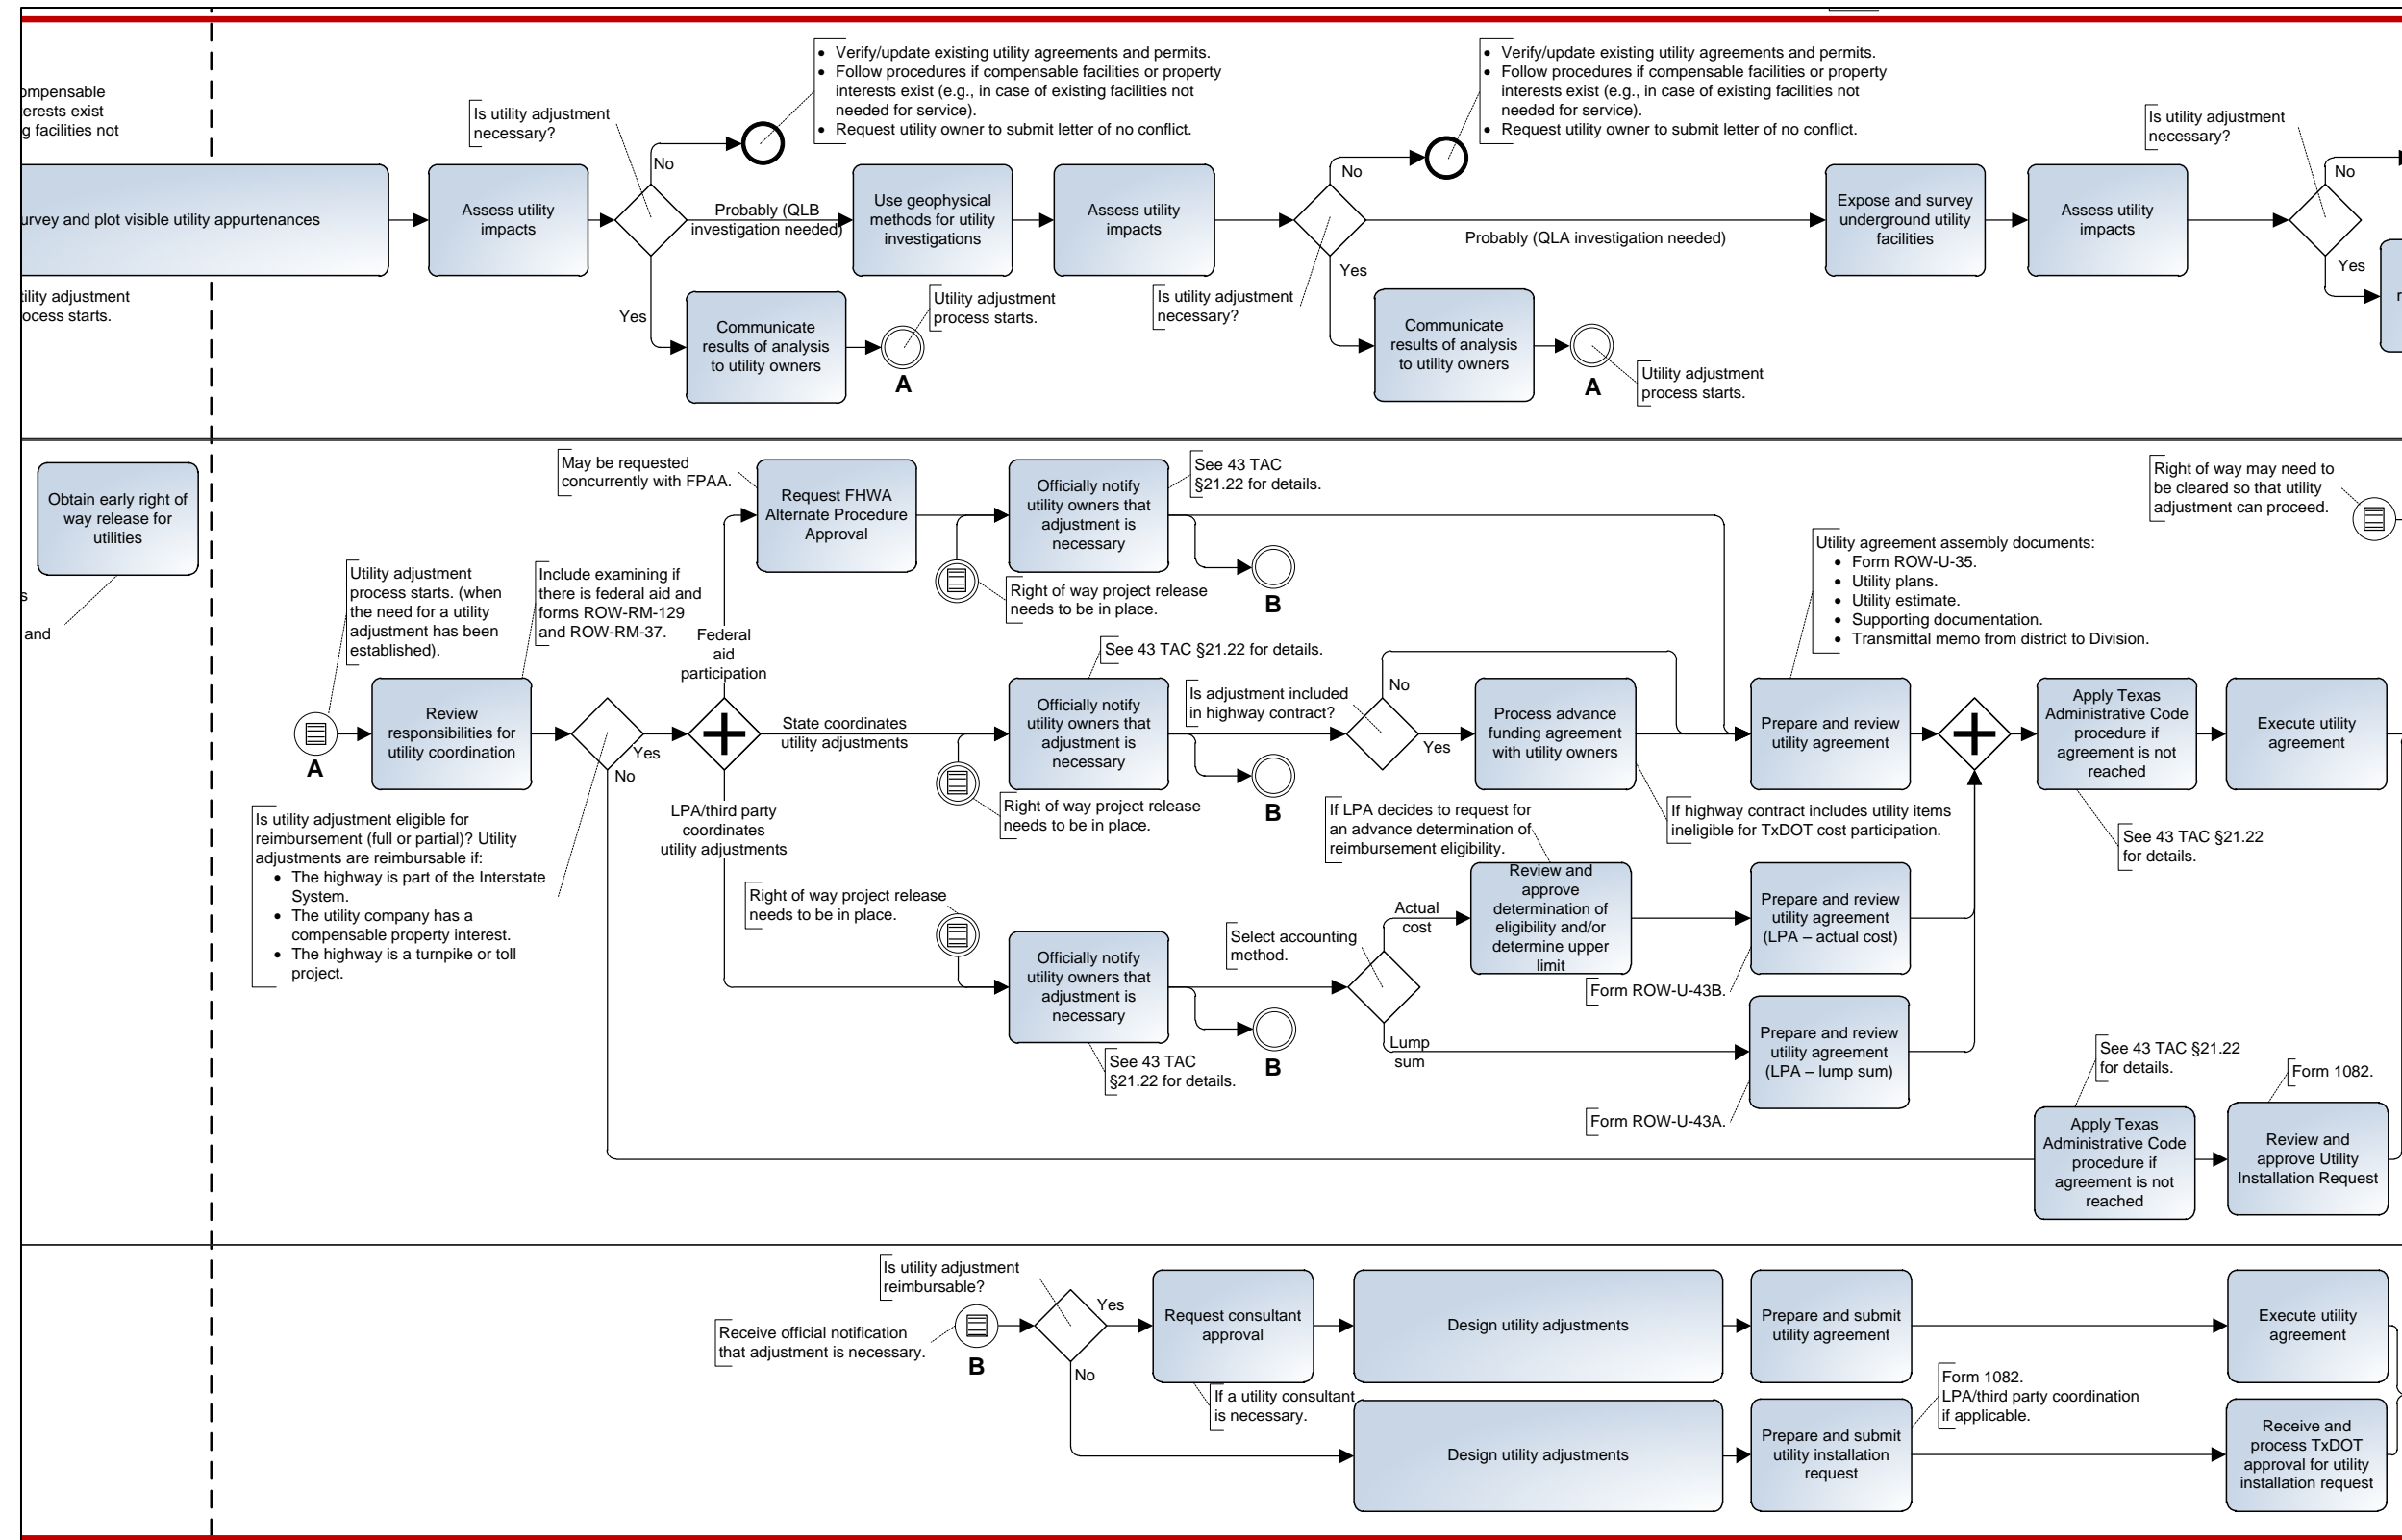 ompensable
erests exist
g facilities not
urvey and plot visible utility appurtenances
tility adjustment
ocess starts.
Assess utility
impacts
Is utility adjustment
necessary?
No
Probably (QLB
investigation needed)
Yes
• Verify/update existing utility agreements and permits.
• Follow procedures if compensable facilities or property
interests exist (e.g., in case of existing facilities not
needed for service).
• Request utility owner to submit letter of no conflict.
Use geophysical
methods for utility
investigations
Communicate
results of analysis
to utility owners
Utility adjustment
process starts.
A
Assess utility
impacts
Is utility adjustment
necessary?
No
Probably (QLA investigation needed)
Yes
• Verify/update existing utility agreements and permits.
• Follow procedures if compensable facilities or property
interests exist (e.g., in case of existing facilities not
needed for service).
• Request utility owner to submit letter of no conflict.
Communicate
results of analysis
to utility owners
A
Utility adjustment
process starts.
Expose and survey
underground utility
facilities
Assess utility
impacts
Is utility adjustment
necessary?
No
Yes
r
Obtain early right of
way release for
utilities
s
and
Utility adjustment
process starts. (when
the need for a utility
adjustment has been
established).
A
Include examining if
there is federal aid and
forms ROW-RM-129
and ROW-RM-37.
Review
responsibilities for
utility coordination
Yes
No
Is utility adjustment eligible for
reimbursement (full or partial)? Utility
adjustments are reimbursable if:
• The highway is part of the Interstate
System.
• The utility company has a
compensable property interest.
• The highway is a turnpike or toll
project.
Federal
aid
participation
State coordinates
utility adjustments
LPA/third party
coordinates
utility adjustments
May be requested
concurrently with FPAA.
Request FHWA
Alternate Procedure
Approval
Officially notify
utility owners that
adjustment is
necessary
See 43 TAC
§21.22 for details.
Right of way project release
needs to be in place.
B
See 43 TAC §21.22 for details.
Officially notify
utility owners that
adjustment is
necessary
Right of way project release
needs to be in place.
B
Is adjustment included
in highway contract?
No
Yes
Process advance
funding agreement
with utility owners
If highway contract includes utility items
ineligible for TxDOT cost participation.
Right of way project release
needs to be in place.
Officially notify
utility owners that
adjustment is
necessary
See 43 TAC
§21.22 for details.
B
Select accounting
method.
Actual
cost
Lump
sum
If LPA decides to request for
an advance determination of
reimbursement eligibility.
Review and
approve
determination of
eligibility and/or
determine upper
limit
Utility agreement assembly documents:
• Form ROW-U-35.
• Utility plans.
• Utility estimate.
• Supporting documentation.
• Transmittal memo from district to Division.
Prepare and review
utility agreement
Prepare and review
utility agreement
(LPA – actual cost)
Form ROW-U-43B.
Prepare and review
utility agreement
(LPA – lump sum)
Form ROW-U-43A.
Right of way may need to
be cleared so that utility
adjustment can proceed.
Apply Texas
Administrative Code
procedure if
agreement is not
reached
See 43 TAC §21.22
for details.
Execute utility
agreement
See 43 TAC §21.22
for details.
Apply Texas
Administrative Code
procedure if
agreement is not
reached
Form 1082.
Review and
approve Utility
Installation Request
Receive official notification
that adjustment is necessary.
B
Is utility adjustment
reimbursable?
Yes
No
Request consultant
approval
If a utility consultant
is necessary.
Design utility adjustments
Prepare and submit
utility agreement
Execute utility
agreement
Design utility adjustments
Prepare and submit
utility installation
request
Form 1082.
LPA/third party coordination
if applicable.
Receive and
process TxDOT
approval for utility
installation request